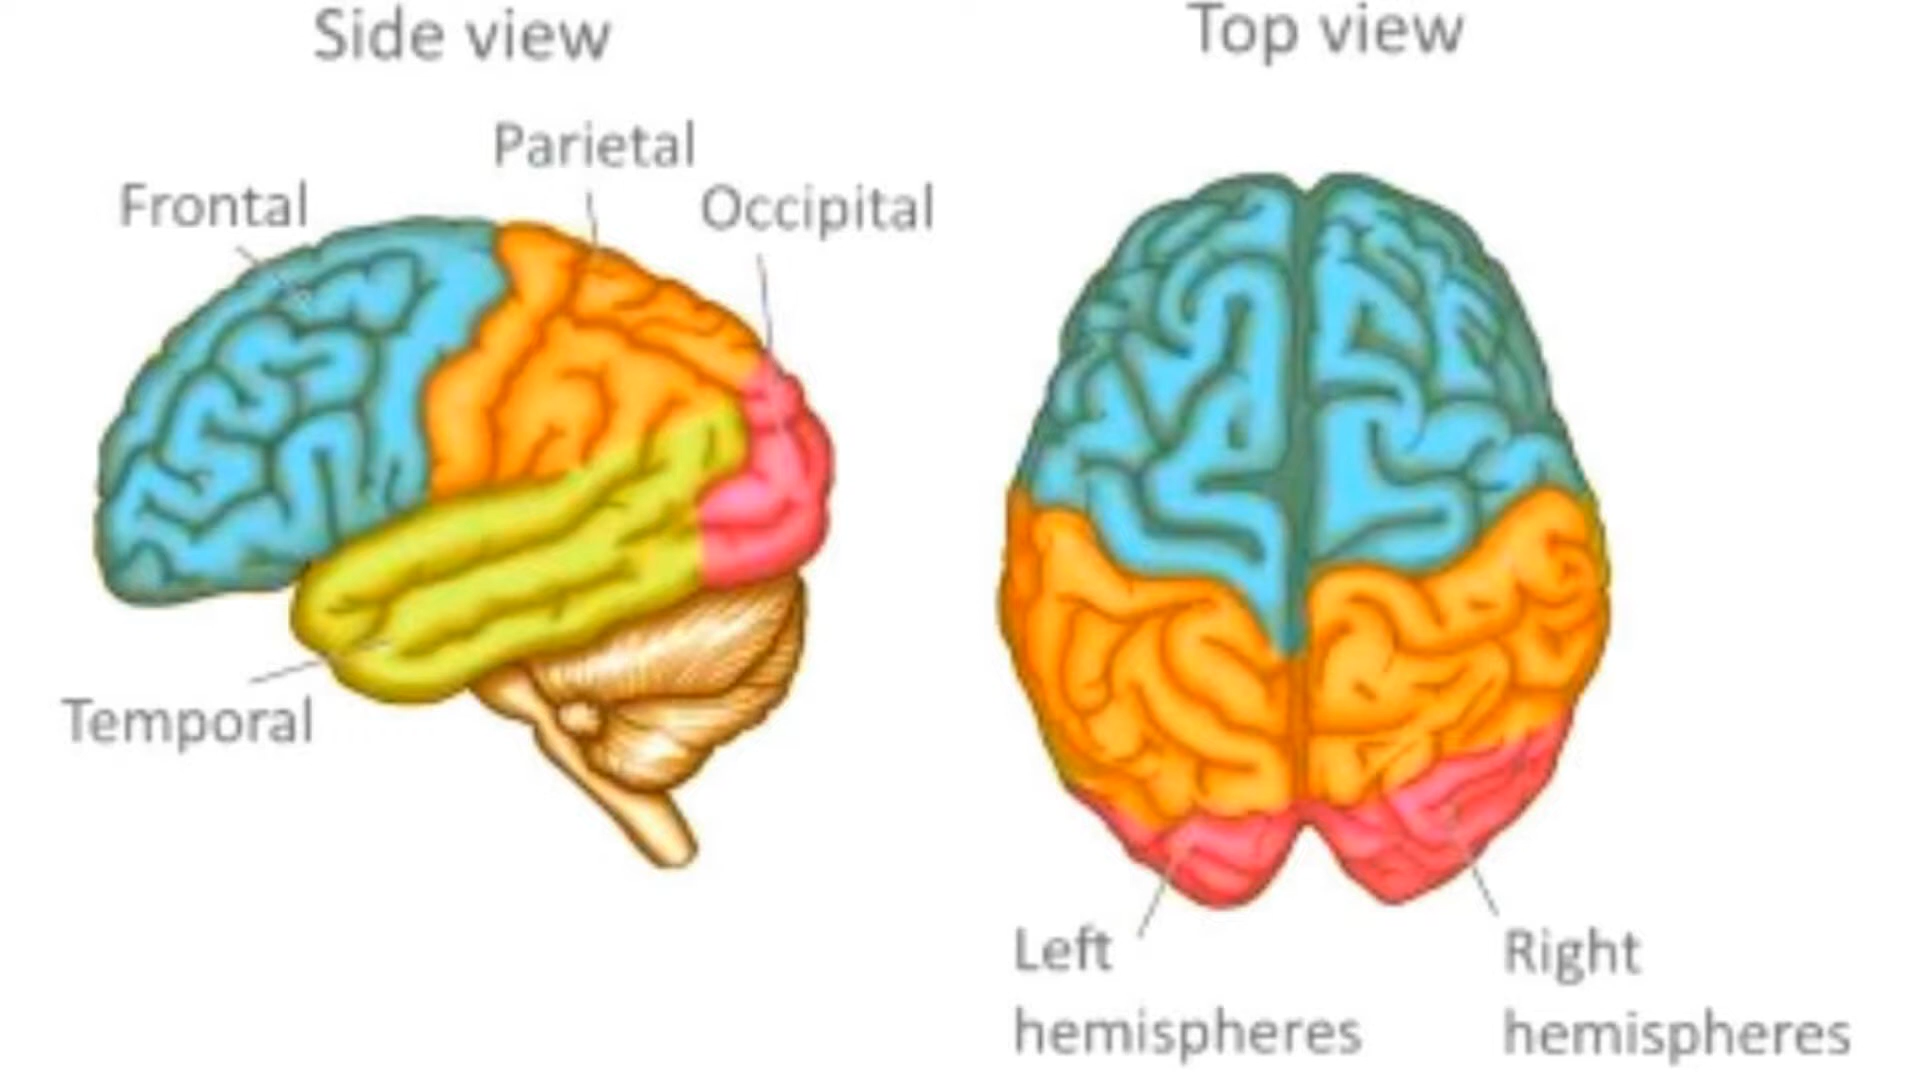 Side view
Top view
Parietal
Frontal
Occipital
Temporal
Left
hemispheres
Right
hemispheres